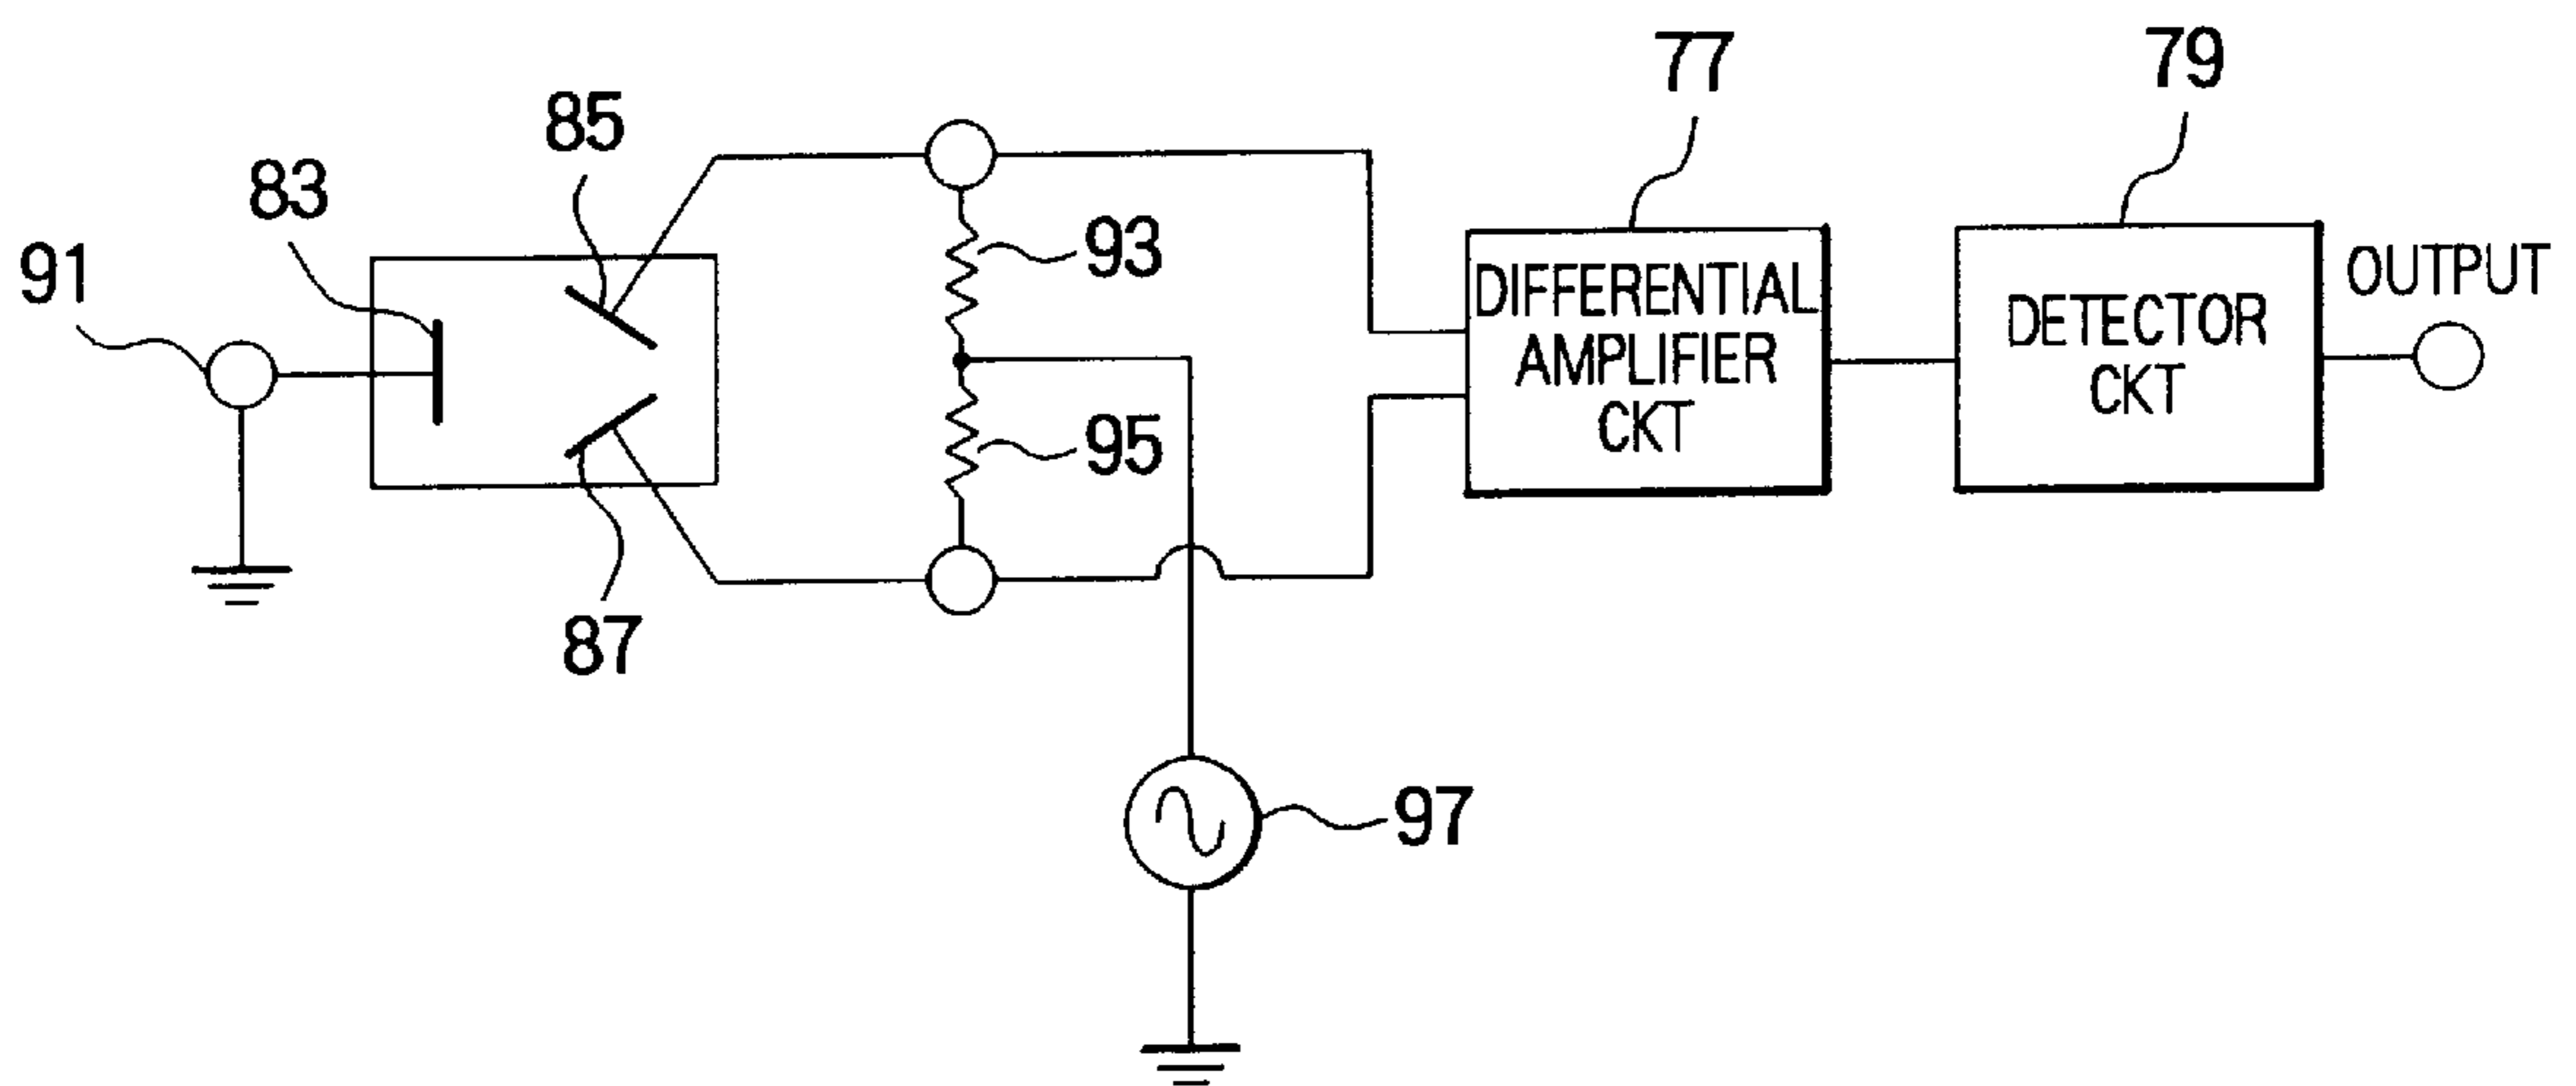 77
79
85
83
91
93
95
87
97
DIFFERENTIAL
AMPLIFIER
CKT
DETECTOR
CKT
OUTPUT